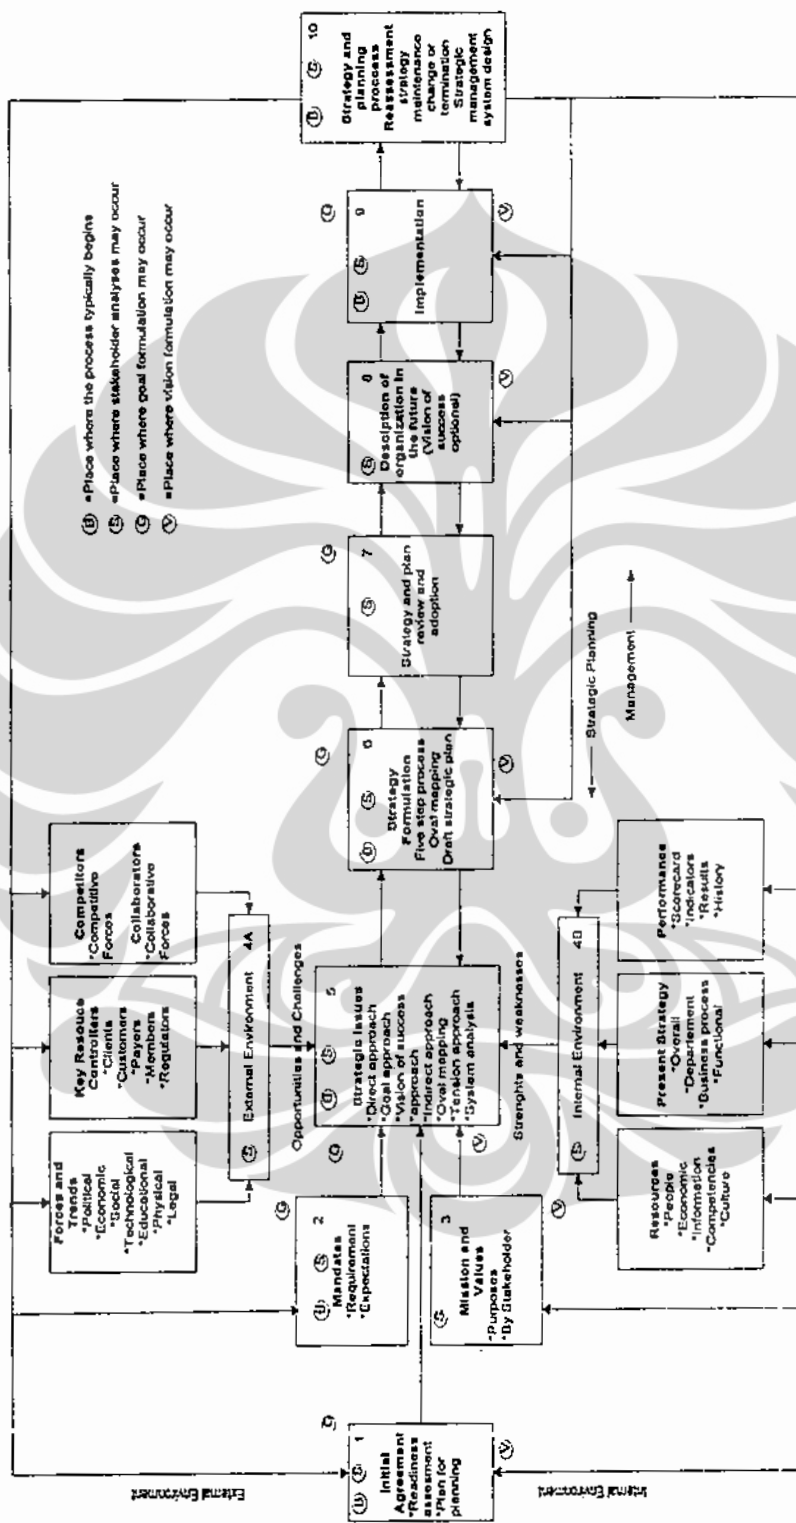 External Environment
Internal Environment
Ⓑ =Place where the process typically begins
Ⓢ =Place where stakeholder analyses may occur
Ⓖ =Place where goal formulation may occur
Ⓥ =Place where vision formulation may occur
Forces and
Trends
*Political
*Economic
*Social
*Technological
*Educational
*Physical
*Legal
Key Resouce
Controllers
*Clients
*Customers
*Payers
*Members
*Regulators
Competitors
*Competitive
Forces
Collaborators
*Collaborative
Forces
Ⓢ External Environment 4A
Opportunities and Challenges
Ⓑ Ⓢ 1
Initial
Agreement
*Readiness
assesment
*Plan for
planning
Ⓖ
Ⓥ
Ⓑ Ⓢ 2
Mandates
*Requirement
*Expectations
Ⓖ
Ⓢ 3
Mission and
Values
*Purposes
*By Stakeholder
Ⓥ
Ⓑ Ⓢ 5
Strategic Issues
*Direct approach
*Goal approach
*Vision of success
*approach
*Indirect approach
*Oval mapping
*Tension approach
*System analysis
Ⓖ
Ⓥ
Strenghts and weaknesses
Ⓢ Internal Environment 4B
Resources
*People
*Economic
*Information
*Competencies
*Culture
Present Strategy
*Overall
*Departement
*Business process
*Functional
Performance
*Scorecard
*Indicators
*Results
*History
Ⓑ Ⓢ 6
Strategy
Formulation
Five step process
Oval mapping
Draft strategic plan
Ⓖ
Ⓥ
Ⓢ 7
Strategy and plan
review and
adoption
Ⓖ
Ⓢ 8
Desciption of
organization in
the future
(Vision of
success
optional)
Ⓥ
Ⓑ Ⓢ 9
Implementation
Ⓖ
Ⓥ
Ⓑ Ⓢ 10
Strategy and
planning
proccess
Reassessment
strategy
maintenance
change or
termination
Strategic
management
system design
Strategic Planning
Management